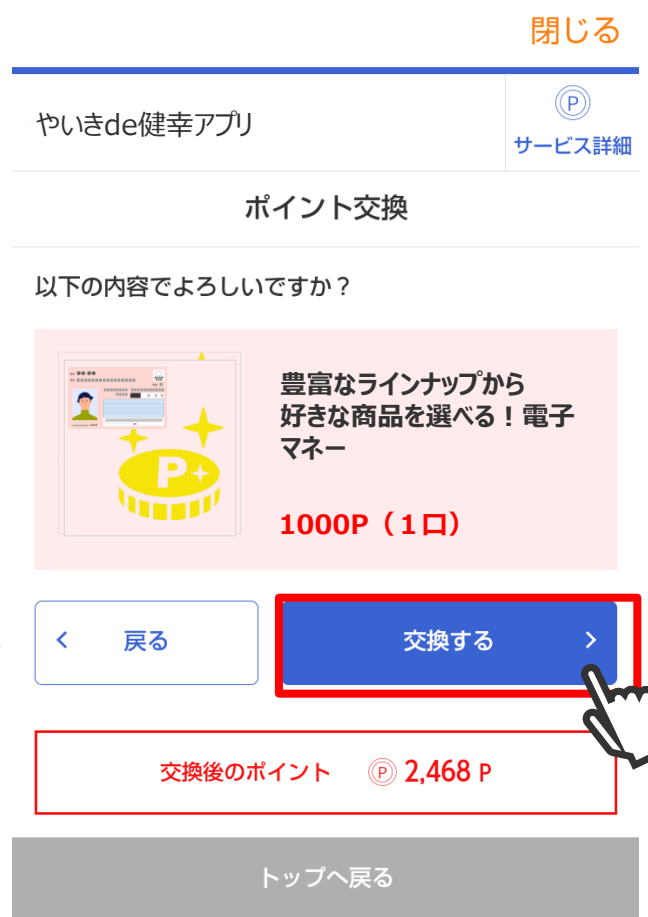 閉じる
やいきde健幸アプリ
P
サービス詳細
ポイント交換
以下の内容でよろしいですか？
豊富なラインナップから
好きな商品を選べる！電子
マネー
P
1000P（１口）
戻る
交換する
交換後のポイント P 2,468 P
トップへ戻る